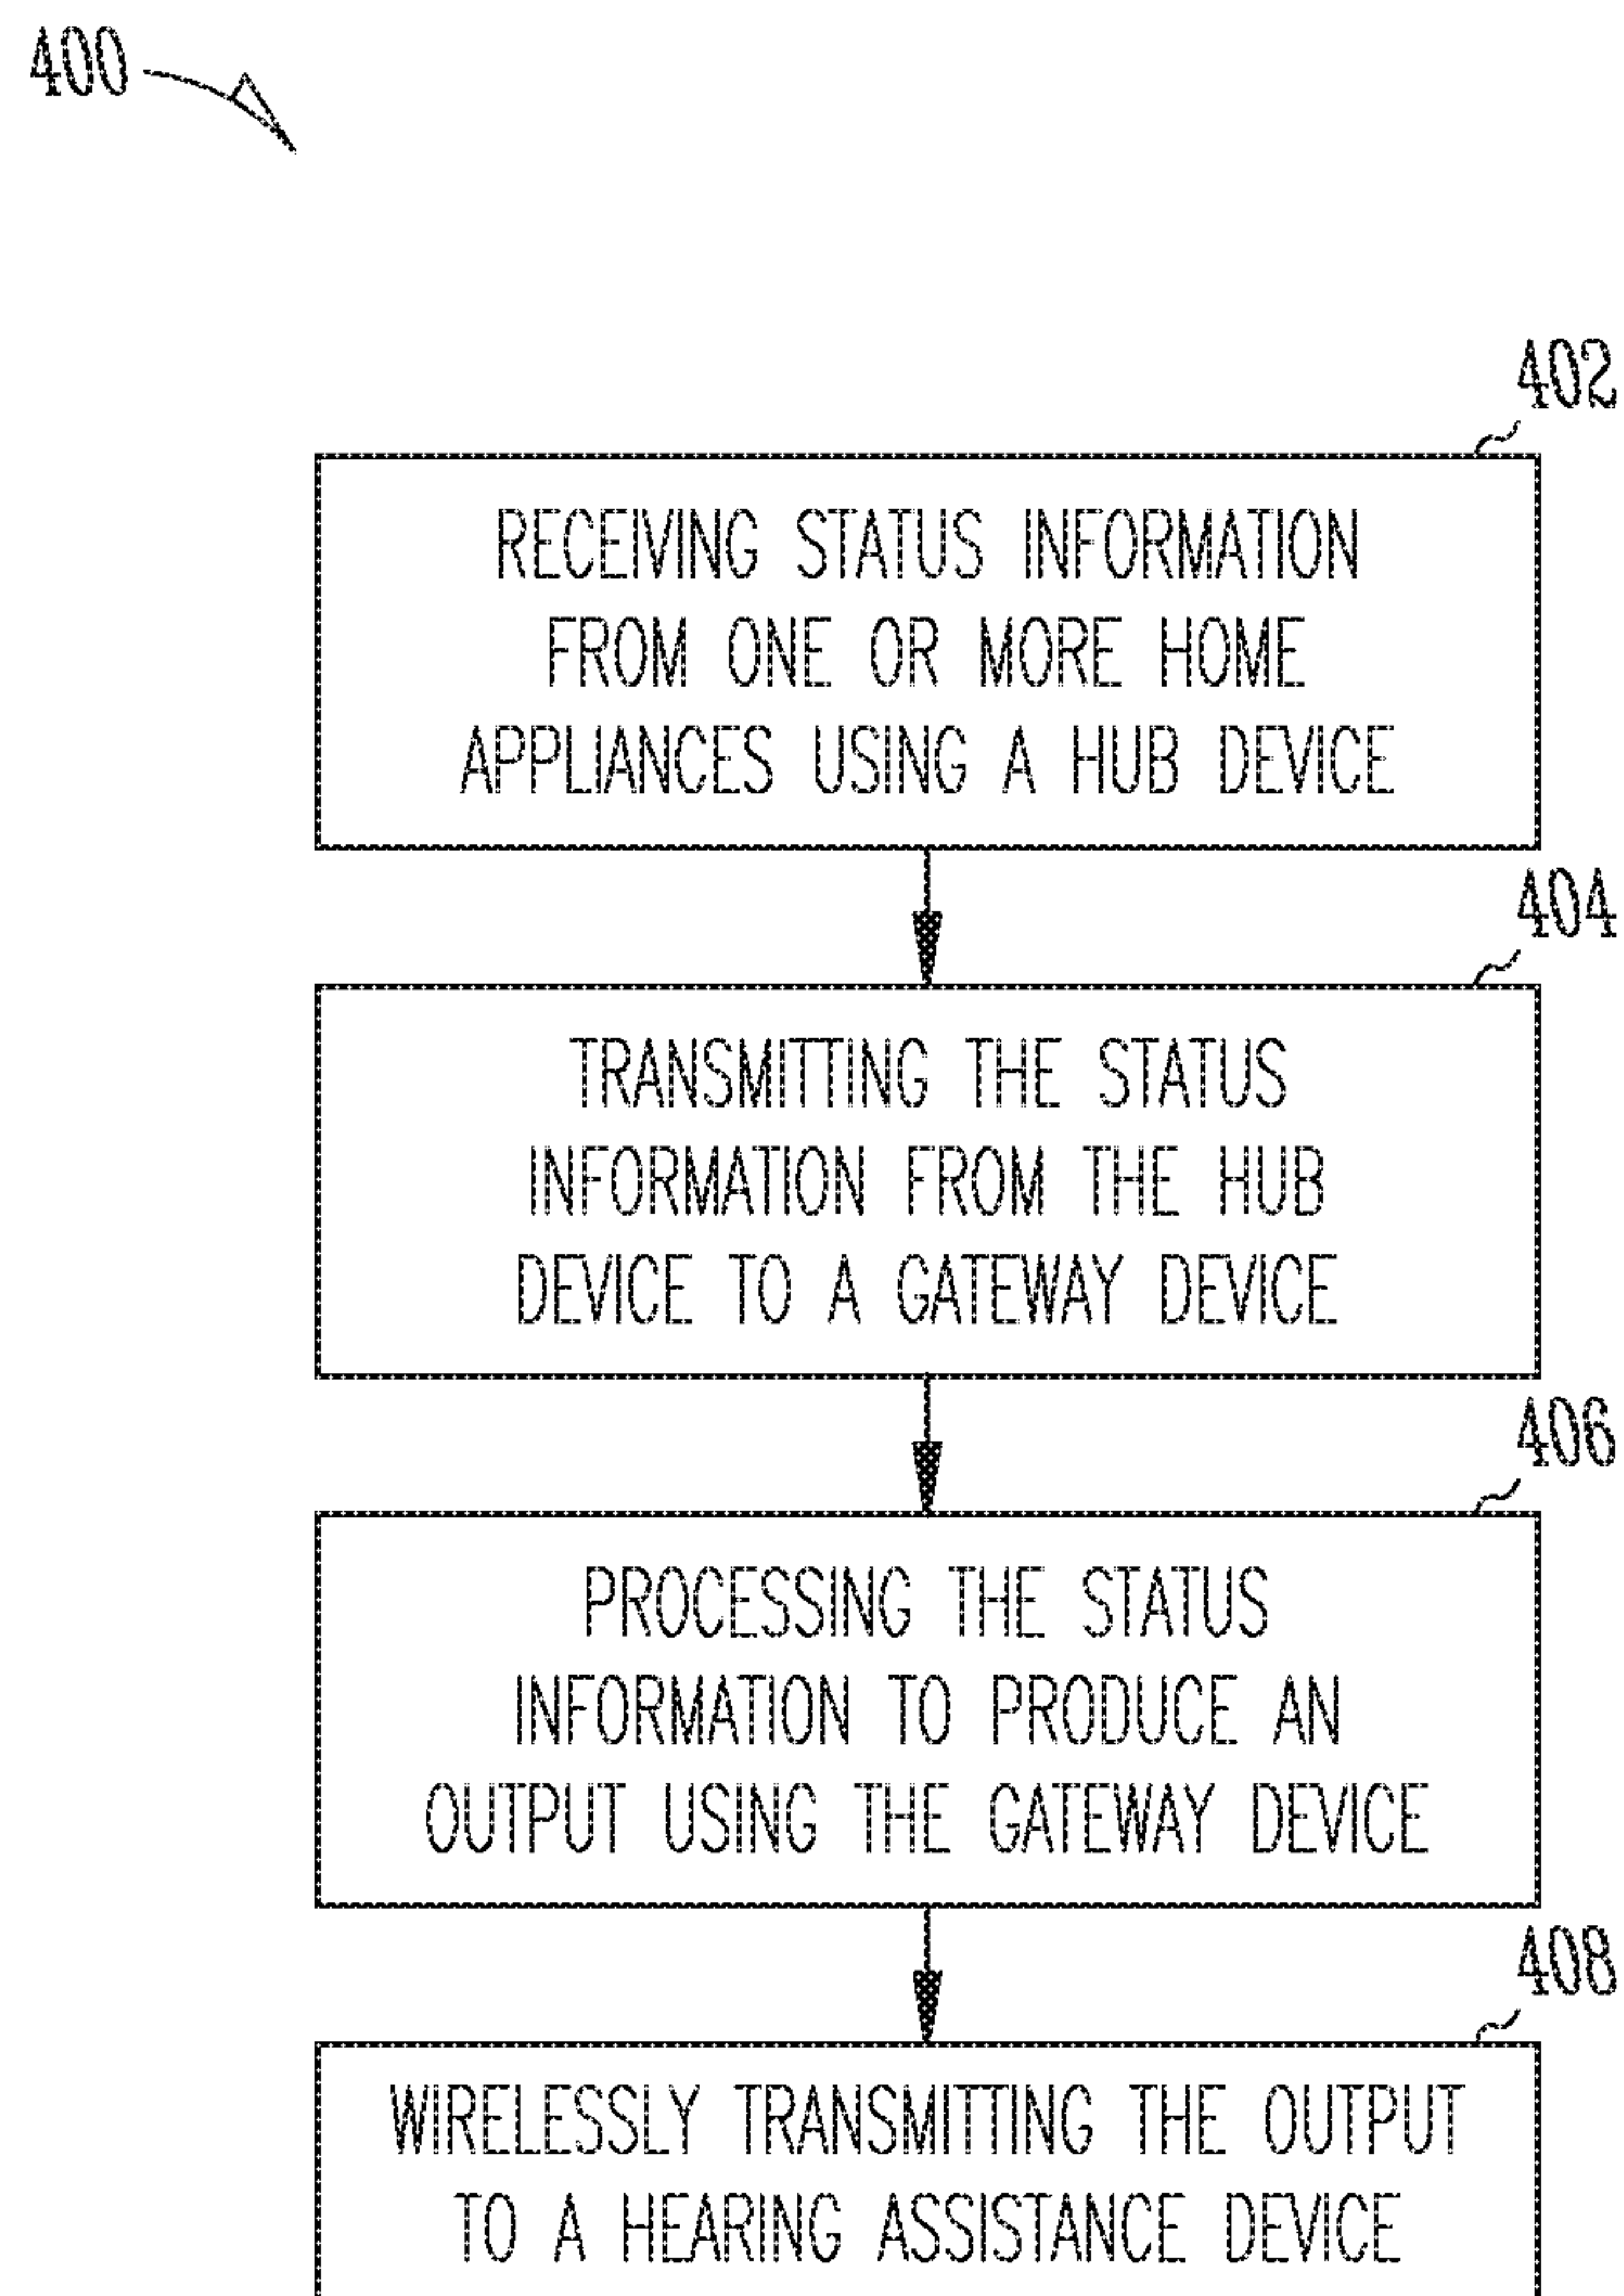 400
402
RECEIVING STATUS INFORMATION
FROM ONE OR MORE HOME
APPLIANCES USING A HUB DEVICE
404
TRANSMITTING THE STATUS
INFORMATION FROM THE HUB
DEVICE TO A GATEWAY DEVICE
406
PROCESSING THE STATUS
INFORMATION TO PRODUCE AN
OUTPUT USING THE GATEWAY DEVICE
408
WIRELESSLY TRANSMITTING THE OUTPUT
TO A HEARING ASSISTANCE DEVICE